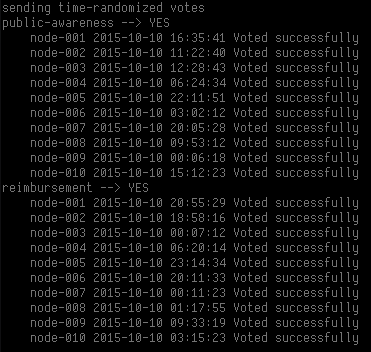 sending time-randomized votes
public-awareness --> YES
node-001 2015-10-10 16:35:41 Voted successfully
node-002 2015-10-10 11:22:40 Voted successfully
node-003 2015-10-10 12:28:43 Voted successfully
node-004 2015-10-10 06:24:34 Voted successfully
node-005 2015-10-10 22:11:51 Voted successfully
node-006 2015-10-10 03:02:12 Voted successfully
node-007 2015-10-10 20:05:28 Voted successfully
node-008 2015-10-10 09:53:12 Voted successfully
node-009 2015-10-10 00:06:18 Voted successfully
node-010 2015-10-10 15:12:23 Voted successfully
reimbursement --> YES
node-001 2015-10-10 20:55:29 Voted successfully
node-002 2015-10-10 18:58:16 Voted successfully
node-003 2015-10-10 00:07:12 Voted successfully
node-004 2015-10-10 06:20:14 Voted successfully
node-005 2015-10-10 23:14:34 Voted successfully
node-006 2015-10-10 20:11:33 Voted successfully
node-007 2015-10-10 00:11:23 Voted successfully
node-008 2015-10-10 01:17:55 Voted successfully
node-009 2015-10-10 09:33:19 Voted successfully
node-010 2015-10-10 03:15:23 Voted successfully